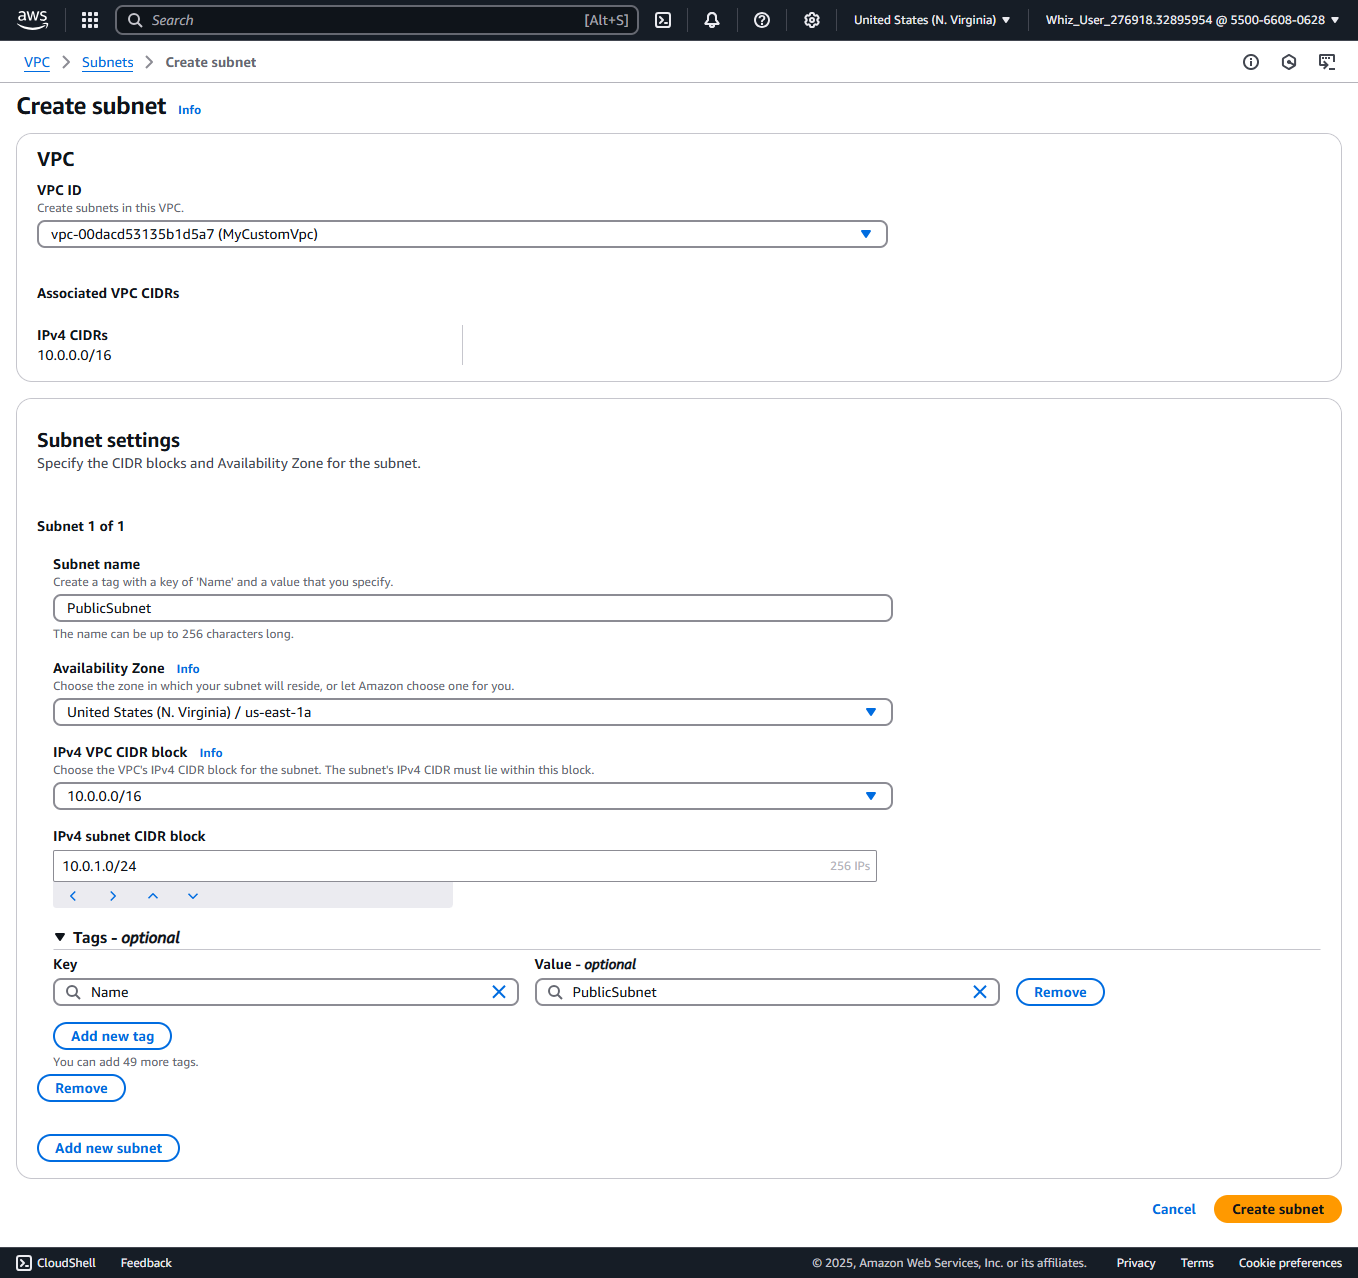 aws
Search
[Alt+S]
United States (N. Virginia)
Whiz_User_276918.32895954 @ 5500-6608-0628
VPC
Subnets
Create subnet
Create subnet Info
VPC
VPC ID
Create subnets in this VPC.
vpc-00dacd53135b1d5a7 (MyCustomVpc)
Associated VPC CIDRs
IPv4 CIDRs
10.0.0.0/16
Subnet settings
Specify the CIDR blocks and Availability Zone for the subnet.
Subnet 1 of 1
Subnet name
Create a tag with a key of 'Name' and a value that you specify.
PublicSubnet
The name can be up to 256 characters long.
Availability Zone Info
Choose the zone in which your subnet will reside, or let Amazon choose one for you.
United States (N. Virginia) / us-east-1a
IPv4 VPC CIDR block Info
Choose the VPC's IPv4 CIDR block for the subnet. The subnet's IPv4 CIDR must lie within this block.
10.0.0.0/16
IPv4 subnet CIDR block
10.0.1.0/24
256 IPs
Tags - optional
Key
Value - optional
Name
PublicSubnet
Remove
Add new tag
You can add 49 more tags.
Remove
Add new subnet
Cancel
Create subnet
CloudShell
Feedback
© 2025, Amazon Web Services, Inc. or its affiliates.
Privacy
Terms
Cookie preferences